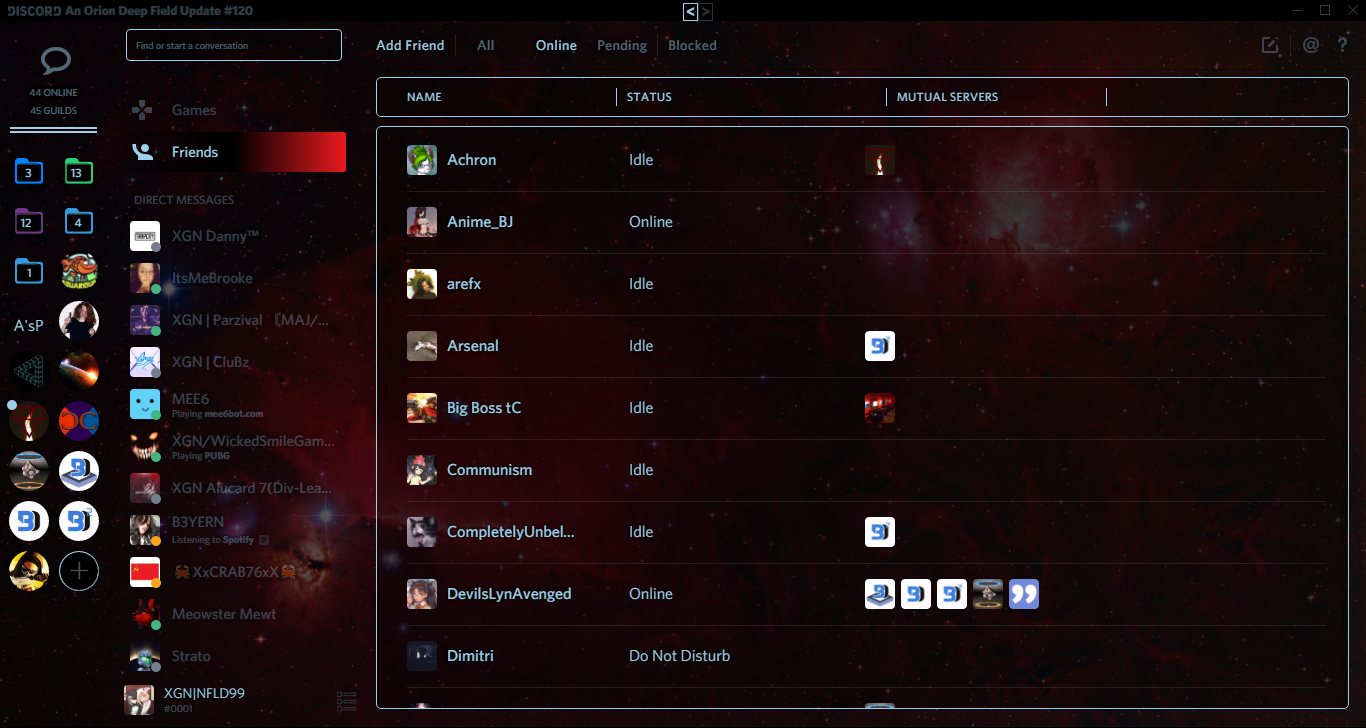 DISCORD An Orion Deep Field Update #120
< >
44 ONLINE
45 GUILDS
3
13
12
4
1
A'sP
Find or start a conversation
Games
Friends
DIRECT MESSAGES
XGN Danny™
ItsMeBrooke
XGN | Parzival 〔MAJ/...
XGN | CluBz
MEE6
Playing mee6bot.com
XGN/WickedSmileGam...
Playing PUBG
XGN Alucard 7(Div-Lea...
B3YERN
Listening to Spotify
🦀XxCRAB76xX🦀
Meowster Mewt
Strato
XGN|NFLD99
#0001
Add Friend All Online Pending Blocked
@ ?
NAME STATUS MUTUAL SERVERS
Achron Idle
Anime_BJ Online
arefx Idle
Arsenal Idle
Big Boss tC Idle
Communism Idle
CompletelyUnbel... Idle
DevilsLynAvenged Online
Dimitri Do Not Disturb